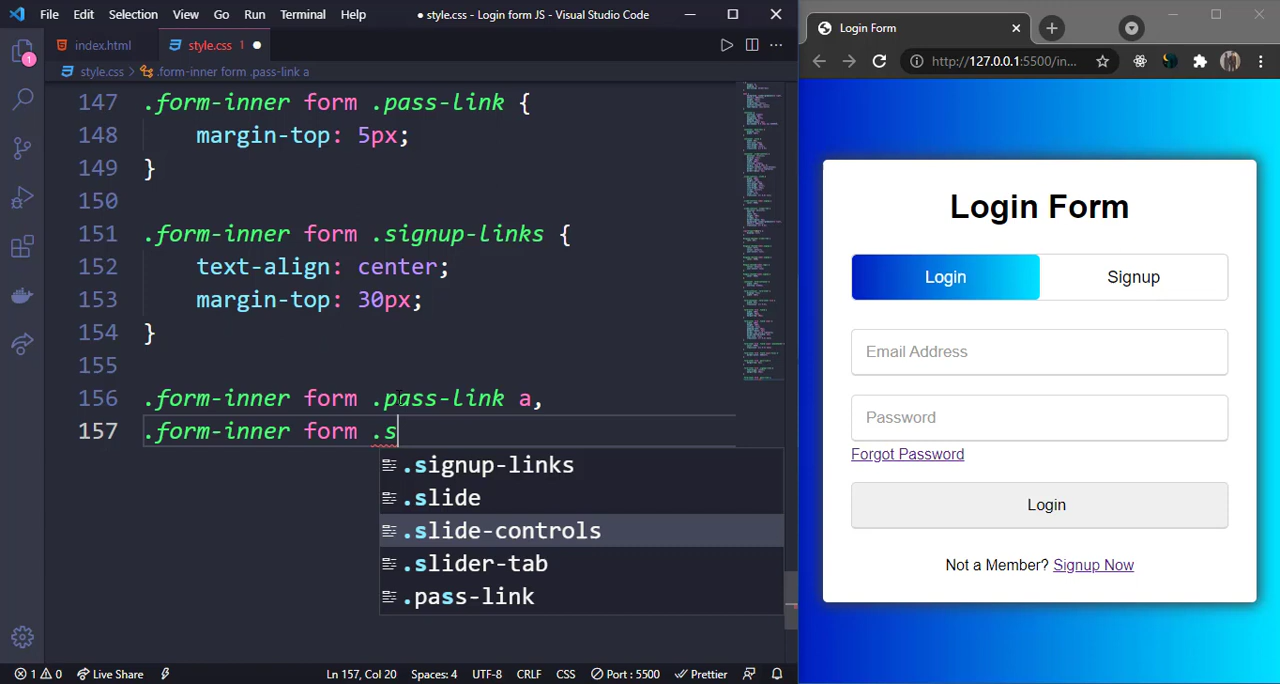 File Edit Selection View Go Run Terminal Help ● style.css - Login form JS - Visual Studio Code
index.html style.css 1 ●
style.css > .form-inner form .pass-link a
147 .form-inner form .pass-link {
148 margin-top: 5px;
149 }
150
151 .form-inner form .signup-links {
152 text-align: center;
153 margin-top: 30px;
154 }
155
156 .form-inner form .pass-link a,
157 .form-inner form .s
.signup-links
.slide
.slide-controls
.slider-tab
.pass-link
1
1 0 Live Share Ln 157, Col 20 Spaces: 4 UTF-8 CRLF CSS Port : 5500 Prettier
Login Form
http://127.0.0.1:5500/in...
Login Form
Login Signup
Email Address
Password
Forgot Password
Login
Not a Member? Signup Now